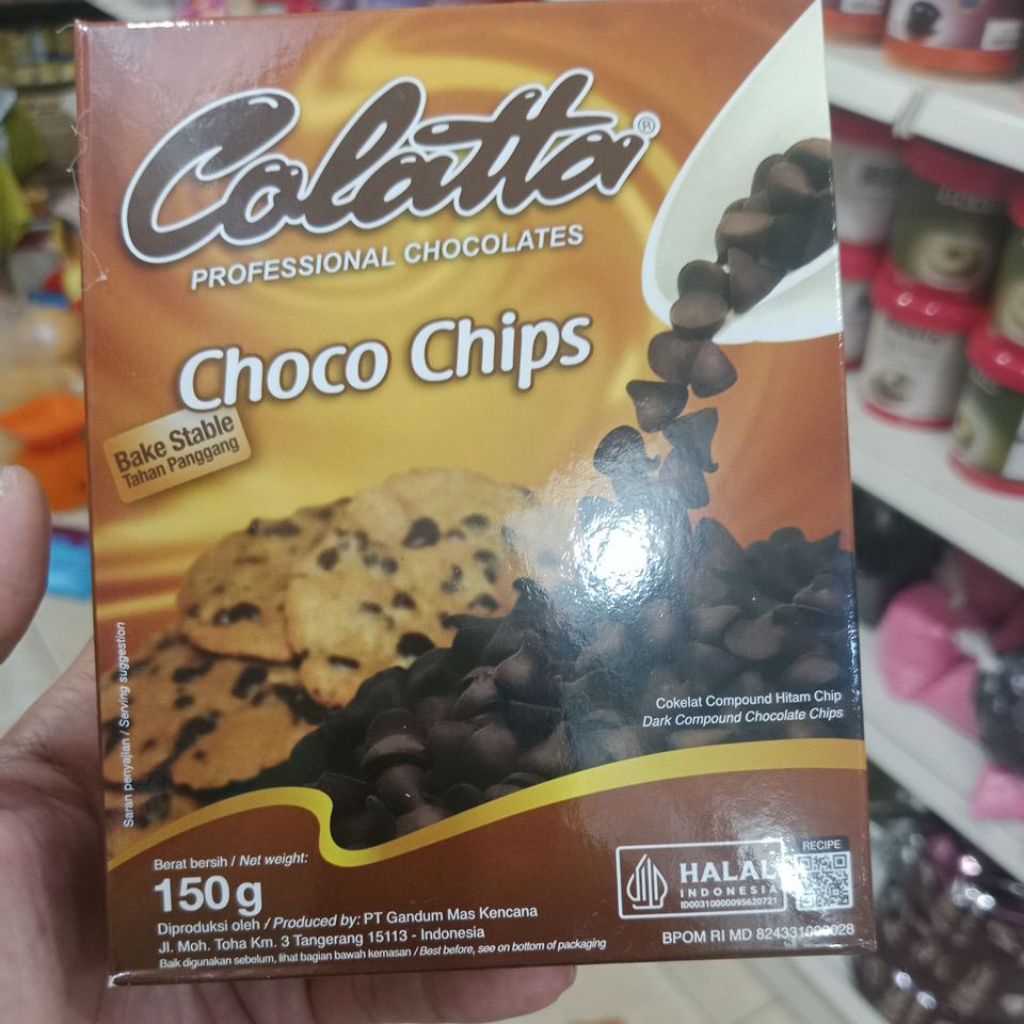 Colatta®
PROFESSIONAL CHOCOLATES
Choco Chips
Bake Stable
Tahan Panggang
Saran penyajian / Serving suggestion
Cokelat Compound Hitam Chip
Dark Compound Chocolate Chips
Berat bersih / Net weight:
150 g
Diproduksi oleh / Produced by: PT Gandum Mas Kencana
Jl. Moh. Toha Km. 3 Tangerang 15113 - Indonesia
Baik digunakan sebelum, lihat bagian bawah kemasan / Best before, see on bottom of packaging
HALAL
INDONESIA
ID00310000095620721
RECIPE
BPOM RI MD